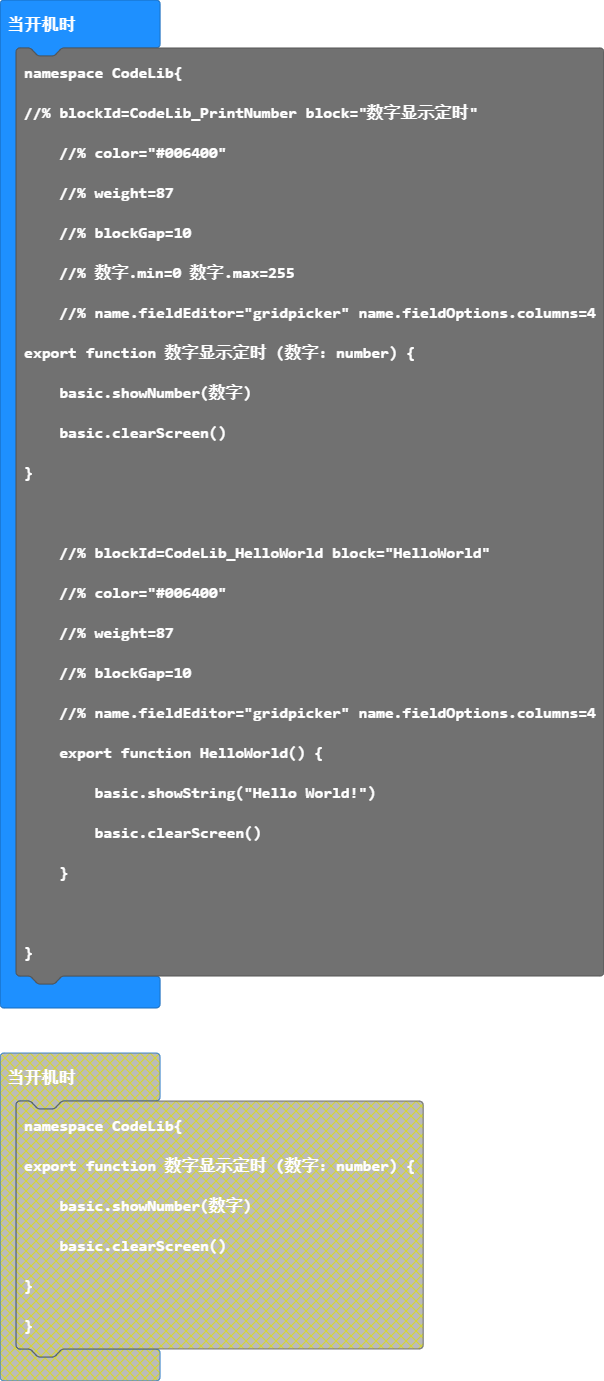 当开机时
namespace CodeLib{
//% blockId=CodeLib_PrintNumber block="数字显示定时"
//% color="#006400"
//% weight=87
//% blockGap=10
//% 数字.min=0 数字.max=255
//% name.fieldEditor="gridpicker" name.fieldOptions.columns=4
export function 数字显示定时 (数字: number) {
basic.showNumber(数字)
basic.clearScreen()
}
//% blockId=CodeLib_HelloWorld block="HelloWorld"
//% color="#006400"
//% weight=87
//% blockGap=10
//% name.fieldEditor="gridpicker" name.fieldOptions.columns=4
export function HelloWorld() {
basic.showString("Hello World!")
basic.clearScreen()
}
}
当开机时
namespace CodeLib{
export function 数字显示定时 (数字: number) {
basic.showNumber(数字)
basic.clearScreen()
}
}